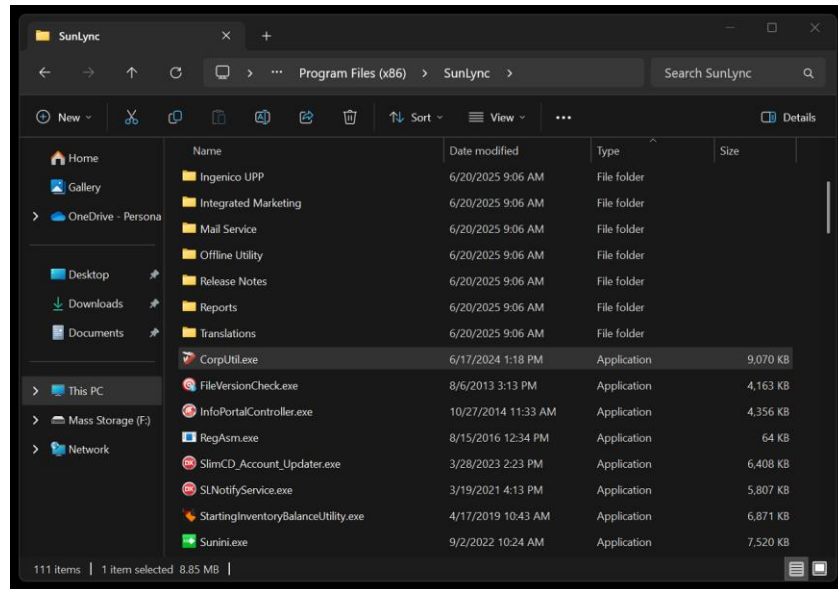 SunLync
Program Files (x86) > SunLync >
Search SunLync
New
Sort
View
Details
Home
Gallery
OneDrive - Persona
Desktop
Downloads
Documents
This PC
Mass Storage (F:)
Network
Name Date modified Type Size
Ingenico UPP 6/20/2025 9:06 AM File folder
Integrated Marketing 6/20/2025 9:06 AM File folder
Mail Service 6/20/2025 9:06 AM File folder
Offline Utility 6/20/2025 9:06 AM File folder
Release Notes 6/20/2025 9:06 AM File folder
Reports 6/20/2025 9:06 AM File folder
Translations 6/20/2025 9:06 AM File folder
CorpUtil.exe 6/17/2024 1:18 PM Application 9,070 KB
FileVersionCheck.exe 8/6/2013 3:13 PM Application 4,163 KB
InfoPortalController.exe 10/27/2014 11:33 AM Application 4,356 KB
RegAsm.exe 8/15/2016 12:34 PM Application 64 KB
SlimCD_Account_Updater.exe 3/28/2023 2:23 PM Application 6,408 KB
SLNotifyService.exe 3/19/2021 4:13 PM Application 5,807 KB
StartingInventoryBalanceUtility.exe 4/17/2019 10:43 AM Application 6,871 KB
Sunini.exe 9/2/2022 10:24 AM Application 7,520 KB
111 items | 1 item selected 8.85 MB |